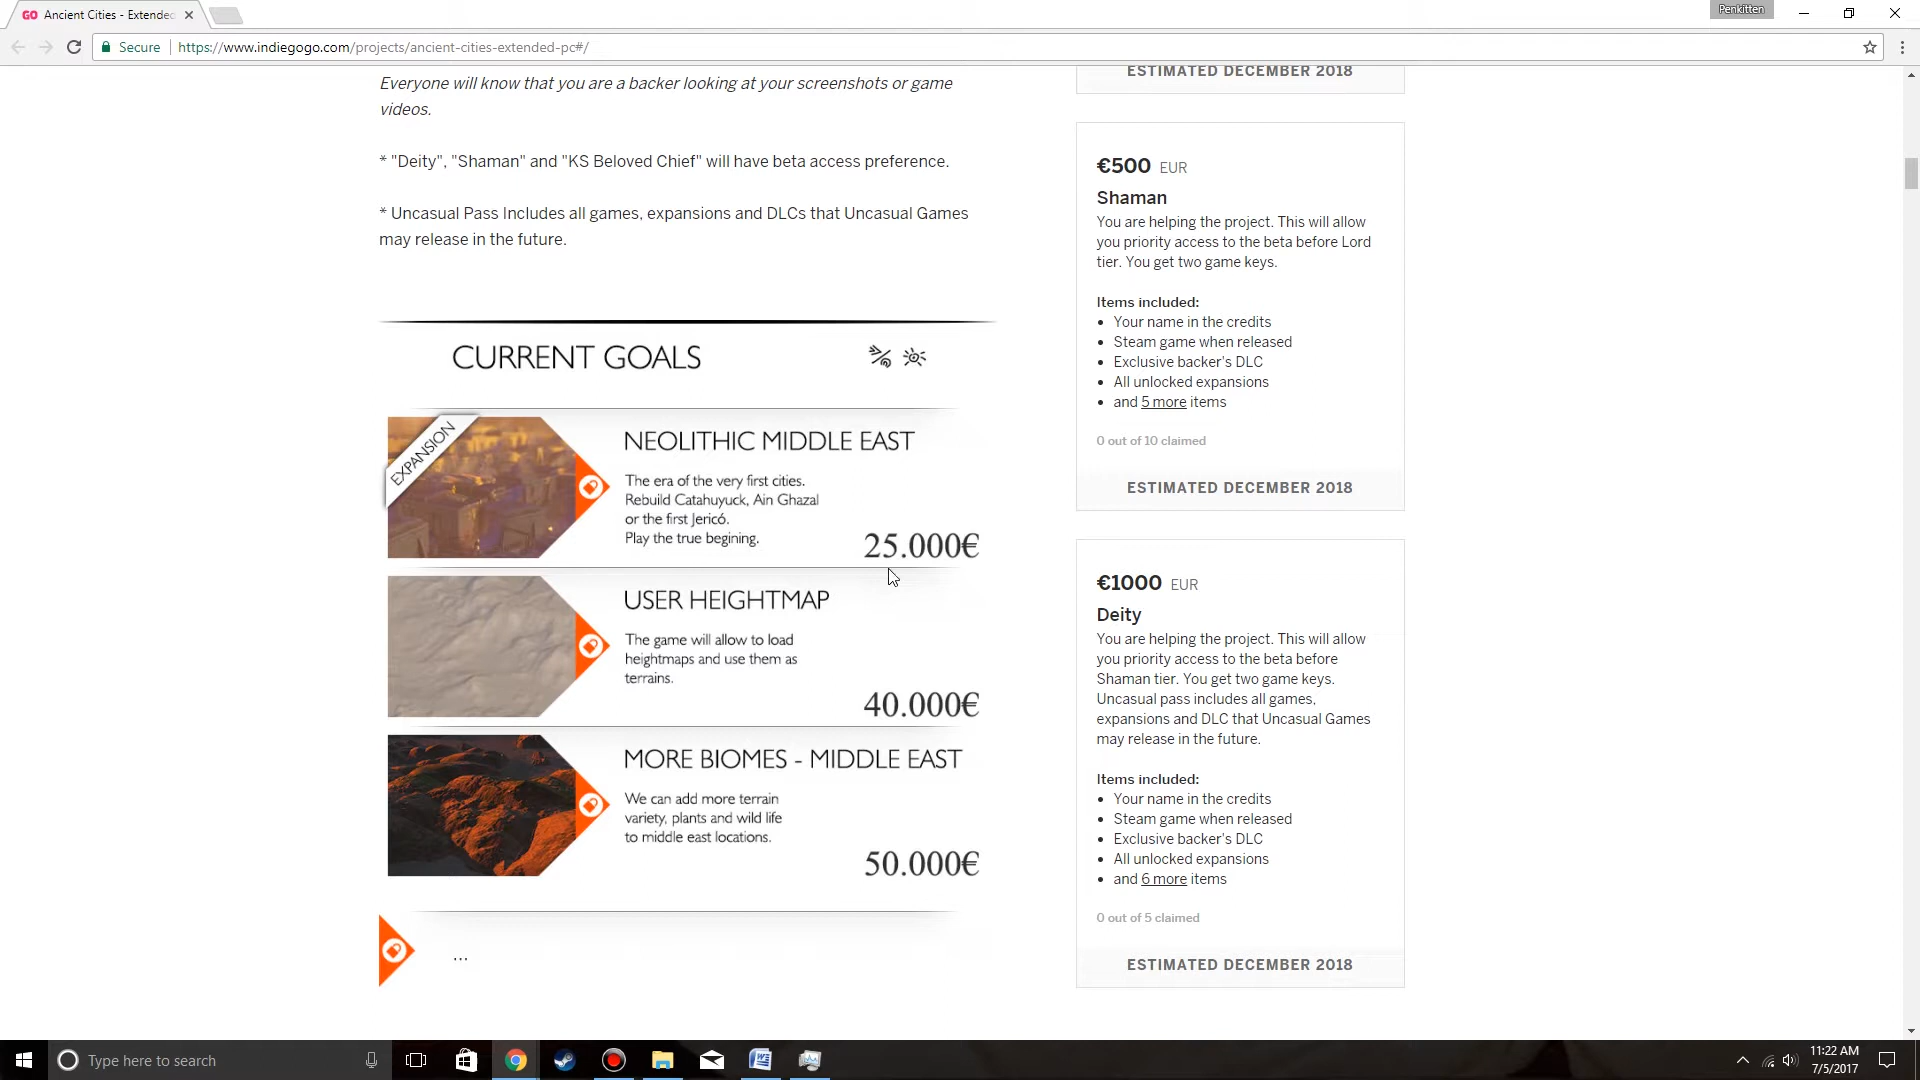 Ancient Cities - Extended
Penkitten
Secure
https://www.indiegogo.com/projects/ancient-cities-extended-pc#/
Everyone will know that you are a backer looking at your screenshots or game
videos.
* "Deity", "Shaman" and "KS Beloved Chief" will have beta access preference.
* Uncasual Pass Includes all games, expansions and DLCs that Uncasual Games
may release in the future.
CURRENT GOALS
EXPANSION
NEOLITHIC MIDDLE EAST
The era of the very first cities.
Rebuild Catahuyuck, Ain Ghazal
or the first Jericó.
Play the true begining.
25.000€
USER HEIGHTMAP
The game will allow to load
heightmaps and use them as
terrains.
40.000€
MORE BIOMES - MIDDLE EAST
We can add more terrain
variety, plants and wild life
to middle east locations.
50.000€
...
ESTIMATED DECEMBER 2018
€500 EUR
Shaman
You are helping the project. This will allow
you priority access to the beta before Lord
tier. You get two game keys.
Items included:
• Your name in the credits
• Steam game when released
• Exclusive backer's DLC
• All unlocked expansions
• and 5 more items
0 out of 10 claimed
ESTIMATED DECEMBER 2018
€1000 EUR
Deity
You are helping the project. This will allow
you priority access to the beta before
Shaman tier. You get two game keys.
Uncasual pass includes all games,
expansions and DLC that Uncasual Games
may release in the future.
Items included:
• Your name in the credits
• Steam game when released
• Exclusive backer's DLC
• All unlocked expansions
• and 6 more items
0 out of 5 claimed
ESTIMATED DECEMBER 2018
Type here to search
11:22 AM
7/5/2017